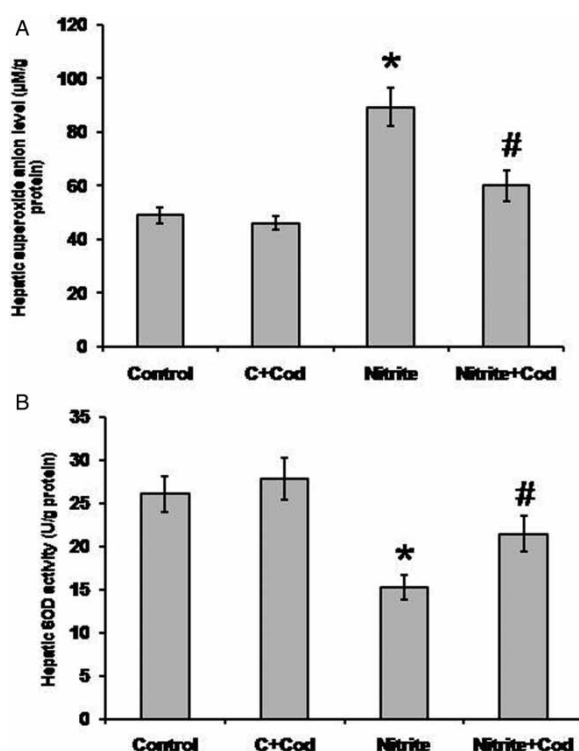 A
Hepatic superoxide anion level (µM/g
protein)
120
100
80
60
40
20
0
*
#
Control C+Cod Nitrite Nitrite+Cod
B
Hepatic SOD activity (U/g protein)
35
30
25
20
15
10
5
0
*
#
Control C+Cod Nitrite Nitrite+Cod